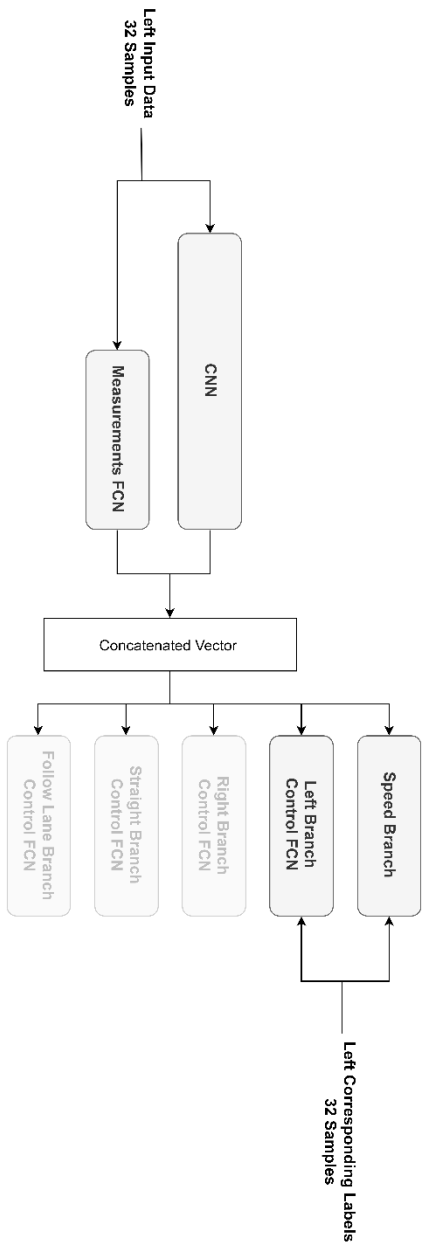 Left Input Data
32 Samples
CNN
Measurements FCN
Concatenated Vector
Speed Branch
Left Branch
Control FCN
Right Branch
Control FCN
Straight Branch
Control FCN
Follow Lane Branch
Control FCN
Left Corresponding Labels
32 Samples